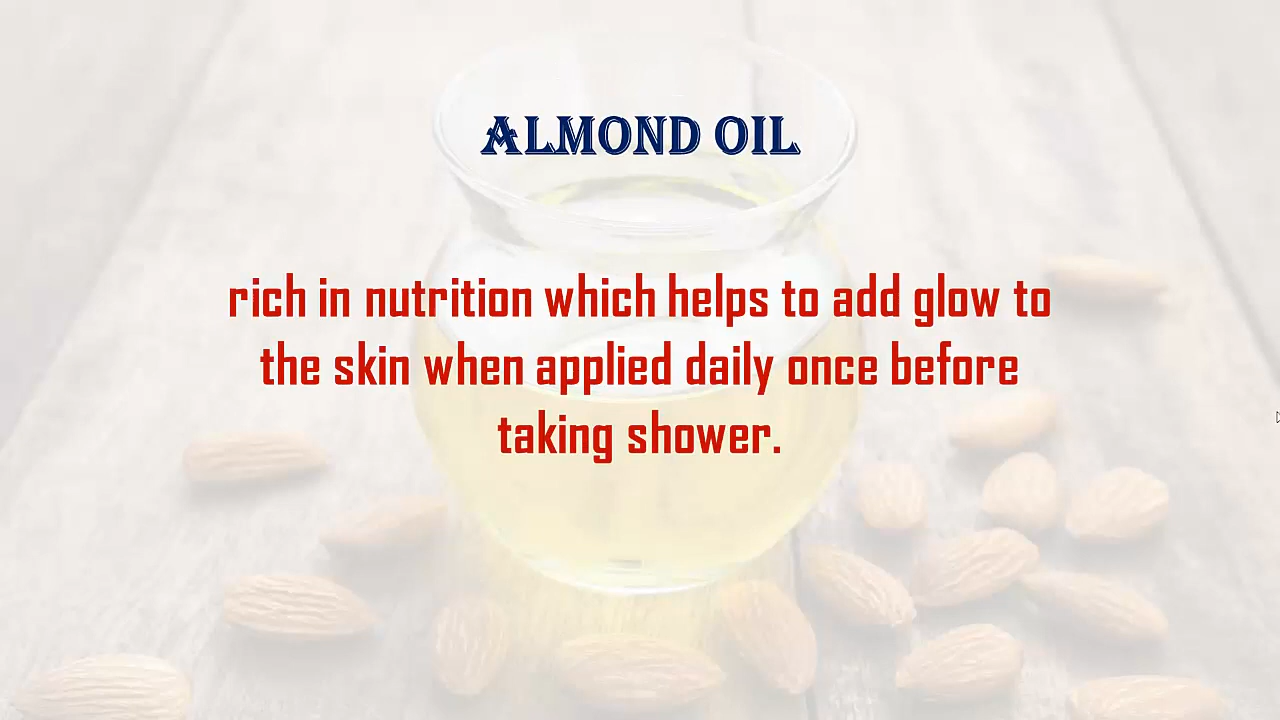 ALMOND OIL
rich in nutrition which helps to add glow to
the skin when applied daily once before
taking shower.